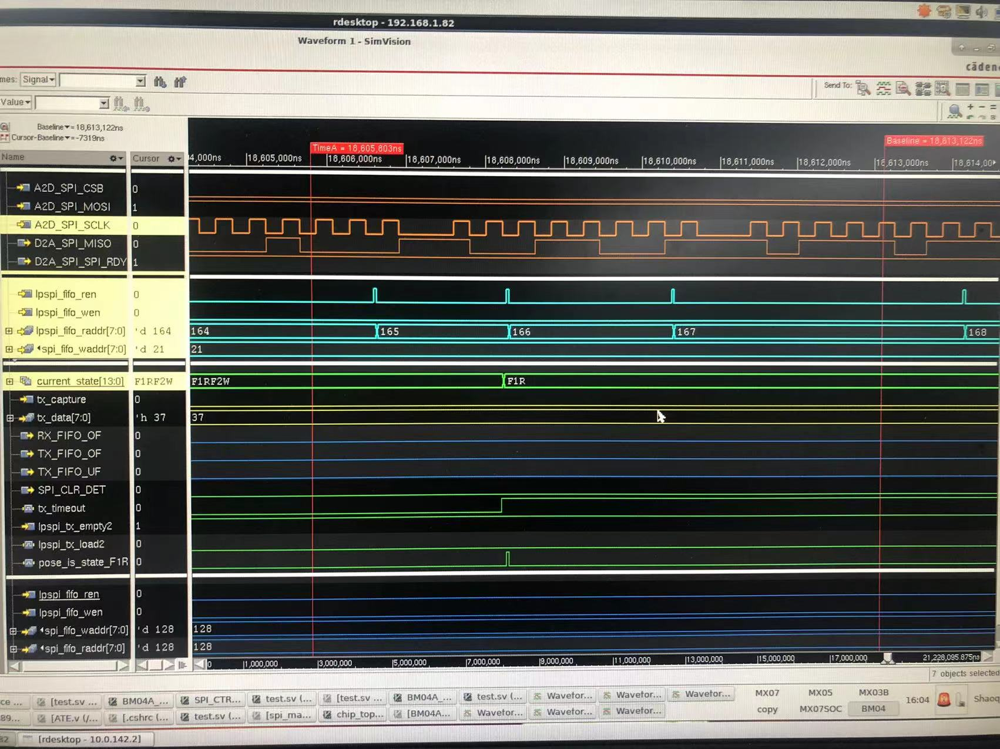 rdesktop - 192.168.1.82
Waveform 1 - SimVision
cāden
mes: Signal
Send To:
Value
Baseline = 18,613,122ns
Cursor-Baseline = -7319ns
TimeA = 18,605,803ns
Baseline = 18,613,122ns
Name Cursor
4,000ns 18,605,000ns 18,606,000ns 18,607,000ns 18,608,000ns 18,609,000ns 18,610,000ns 18,611,000ns 18,612,000ns 18,613,000ns 18,614,00
A2D_SPI_CSB 0
A2D_SPI_MOSI 1
A2D_SPI_SCLK 0
D2A_SPI_MISO 0
D2A_SPI_SPI_RDY 1
lpspi_fifo_ren 0
lpspi_fifo_wen 0
lpspi_fifo_raddr[7:0] 'd 164 164 165 166 167 168
spi_fifo_waddr[7:0] 'd 21 21
current_state[13:0] F1RF2W F1RF2W F1R
tx_capture 0
tx_data[7:0] 'h 37 37
RX_FIFO_OF 0
TX_FIFO_OF 0
TX_FIFO_UF 0
SPI_CLR_DET 0
tx_timeout 0
lpspi_tx_empty2 1
lpspi_tx_load2 0
pose_is_state_F1R 0
lpspi_fifo_ren 0
lpspi_fifo_wen 0
spi_fifo_waddr[7:0] 'd 128 128
spi_fifo_raddr[7:0] 'd 128 128
0 1,000,000 3,000,000 5,000,000 7,000,000 9,000,000 11,000,000 13,000,000 15,000,000 17,000,000 21,228,095.875ns
7 objects selected
ce ... [test.sv ... BM04A_... SPI_CTR... test.sv (... [test.sv ... BM04A_... test.sv (... Wavefor... Wavefor... Wavefor... MX07 MX05 MX03B
16:04 Shaoq
89... [ATE.v (/... [.cshrc (... test.sv (... [spi_ma... chip_top... [BM04A... Wavefor... Wavefor... Wavefor... copy MX07SOC BM04
82 [rdesktop - 10.0.142.2]